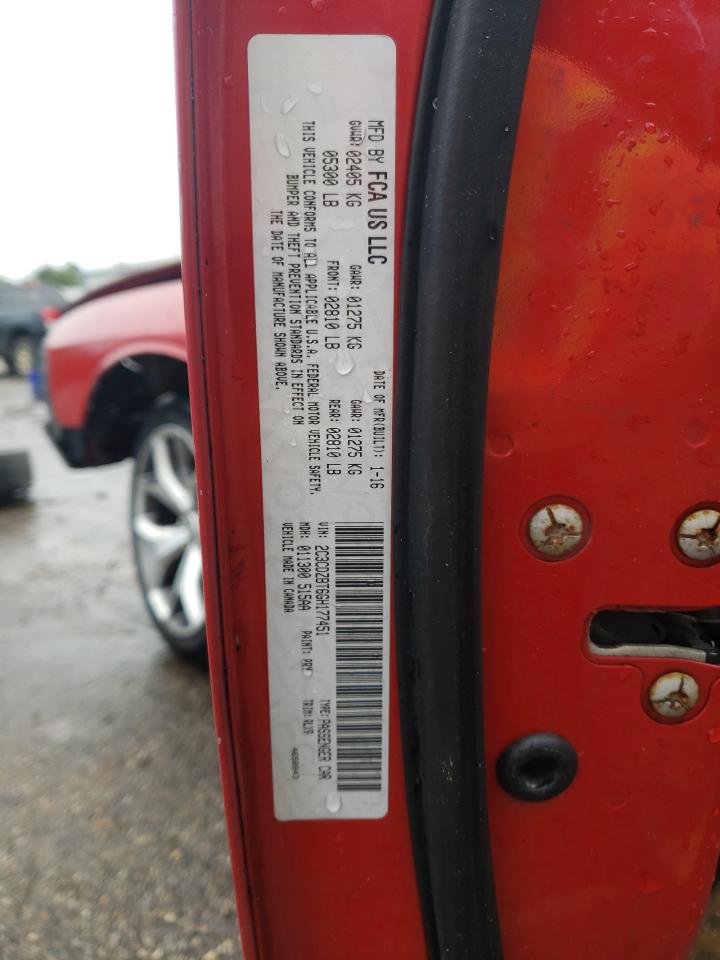 MFD BY FCA US LLC
DATE OF MFR(BUILT): 1-16
GVWR: 02405 KG GAWR: 01275 KG GAWR: 01275 KG
05300 LB FRONT: 02810 LB REAR: 02810 LB
THIS VEHICLE CONFORMS TO ALL APPLICABLE U.S.A. FEDERAL MOTOR VEHICLE SAFETY,
BUMPER AND THEFT PREVENTION STANDARDS IN EFFECT ON
THE DATE OF MANUFACTURE SHOWN ABOVE.
VIN: 2C3CDZBT6GH177451 TYPE: PASSENGER CAR
MDH: 011300 515AA PAINT: PRY TRIM: RLX9
VEHICLE MADE IN CANADA